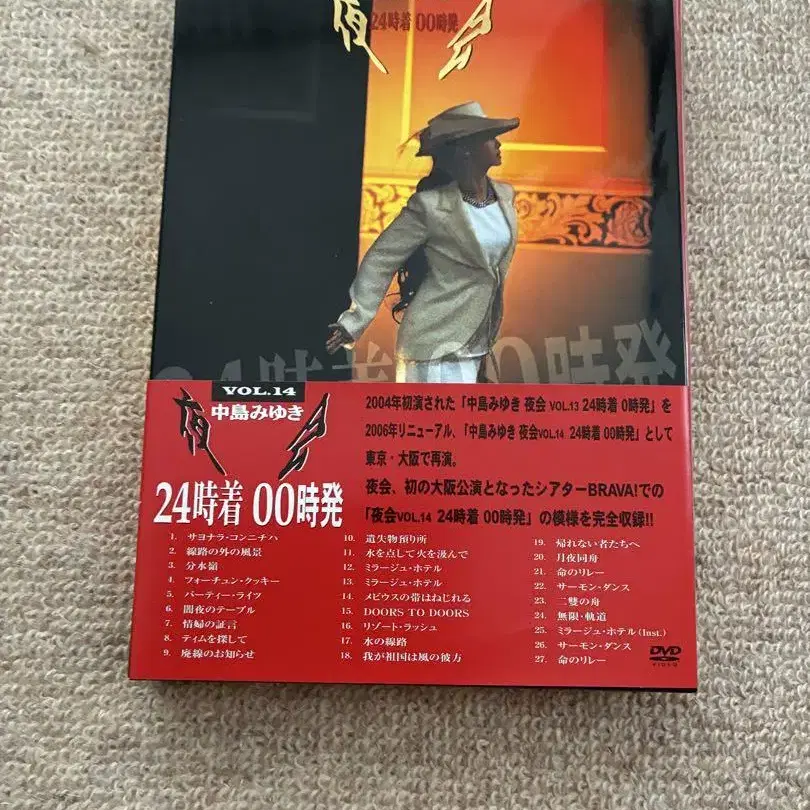 夜会
24時着 00時発
24時着 00時発
VOL.14
中島みゆき
夜会
24時着 00時発
2004年初演された「中島みゆき 夜会 VOL.13 24時着 0時発」を
2006年リニューアル、「中島みゆき 夜会VOL.14 24時着 00時発」として
東京・大阪で再演。
夜会、初の大阪公演となったシアターBRAVA!での
「夜会VOL.14 24時着 00時発」の模様を完全収録!!
1. サヨナラ・コンニチハ
2. 線路の外の風景
3. 分水嶺
4. フォーチュン・クッキー
5. パーティー・ライツ
6. 闇夜のテーブル
7. 情婦の証言
8. ティムを探して
9. 廃線のお知らせ
10. 遺失物預り所
11. 水を点して火を汲んで
12. ミラージュ・ホテル
13. ミラージュ・ホテル
14. メビウスの帯はねじれる
15. DOORS TO DOORS
16. リゾート・ラッシュ
17. 水の線路
18. 我が祖国は風の彼方
19. 帰れない者たちへ
20. 月夜同舟
21. 命のリレー
22. サーモン・ダンス
23. 二隻の舟
24. 無限・軌道
25. ミラージュ・ホテル (Inst.)
26. サーモン・ダンス
27. 命のリレー
DVD
VIDEO